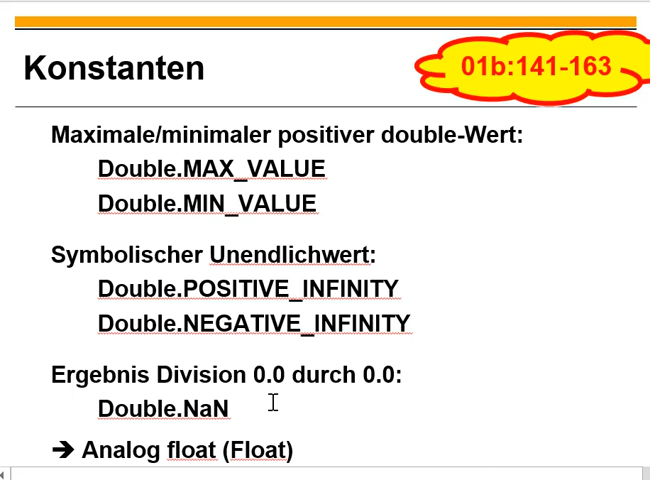 Konstanten
01b:141-163
Maximale/minimaler positiver double-Wert:
Double.MAX_VALUE
Double.MIN_VALUE
Symbolischer Unendlichwert:
Double.POSITIVE_INFINITY
Double.NEGATIVE_INFINITY
Ergebnis Division 0.0 durch 0.0:
Double.NaN
➔ Analog float (Float)